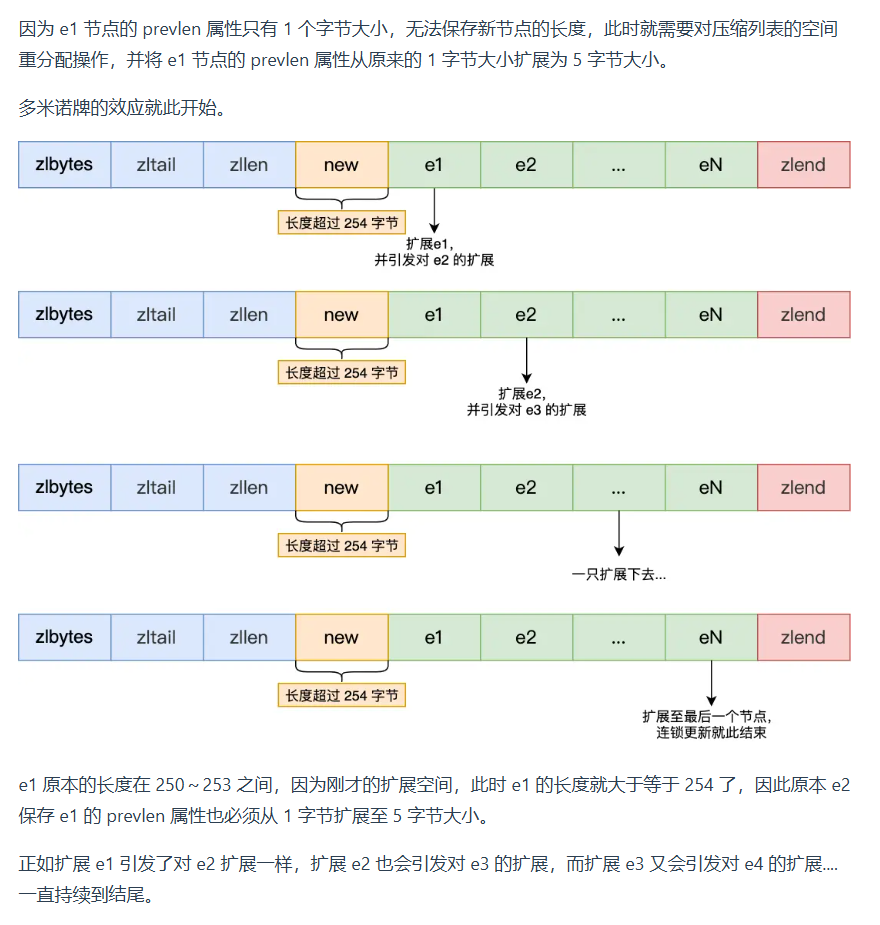 因为 e1 节点的 prevlen 属性只有 1 个字节大小，无法保存新节点的长度，此时就需要对压缩列表的空间
重分配操作，并将 e1 节点的 prevlen 属性从原来的 1 字节大小扩展为 5 字节大小。
多米诺牌的效应就此开始。
zlbytes zltail zllen new e1 e2 ... eN zlend
长度超过 254 字节
扩展e1，
并引发对 e2 的扩展
zlbytes zltail zllen new e1 e2 ... eN zlend
长度超过 254 字节
扩展e2，
并引发对 e3 的扩展
zlbytes zltail zllen new e1 e2 ... eN zlend
长度超过 254 字节
一只扩展下去...
zlbytes zltail zllen new e1 e2 ... eN zlend
长度超过 254 字节
扩展至最后一个节点，
连锁更新就此结束
e1 原本的长度在 250～253 之间，因为刚才的扩展空间，此时 e1 的长度就大于等于 254 了，因此原本 e2
保存 e1 的 prevlen 属性也必须从 1 字节扩展至 5 字节大小。
正如扩展 e1 引发了对 e2 扩展一样，扩展 e2 也会引发对 e3 的扩展，而扩展 e3 又会引发对 e4 的扩展....
一直持续到结尾。